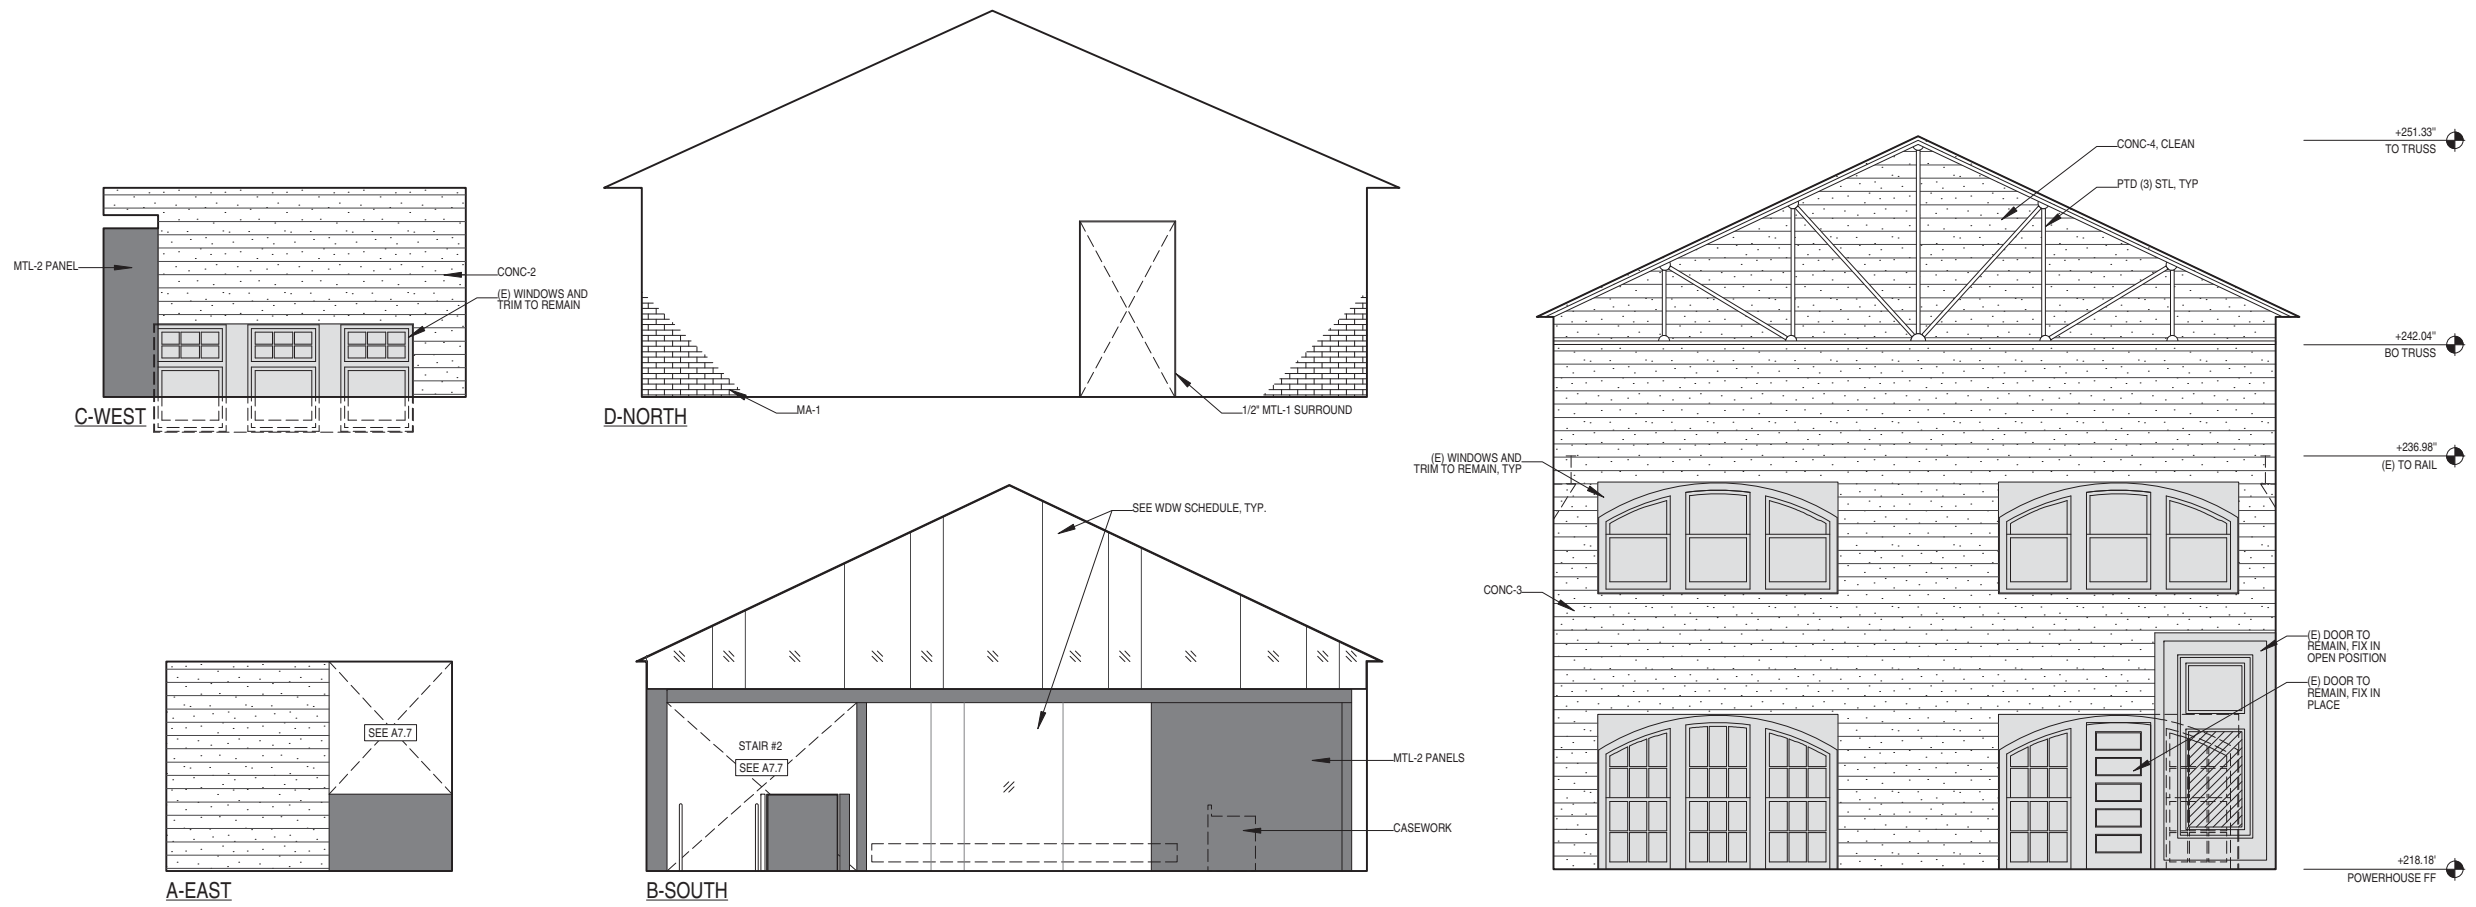 MTL-2 PANEL
CONC-2
(E) WINDOWS AND
TRIM TO REMAIN
C-WEST
MA-1
1/2" MTL-1 SURROUND
D-NORTH
SEE A7.7
A-EAST
SEE WDW SCHEDULE, TYP.
STAIR #2
SEE A7.7
MTL-2 PANELS
CASEWORK
B-SOUTH
CONC-4, CLEAN
PTD (3) STL, TYP
(E) WINDOWS AND
TRIM TO REMAIN, TYP
CONC-3
(E) DOOR TO
REMAIN, FIX IN
OPEN POSITION
(E) DOOR TO
REMAIN, FIX IN
PLACE
+251.33"
TO TRUSS
+242.04"
BO TRUSS
+236.98"
(E) TO RAIL
+218.18'
POWERHOUSE FF